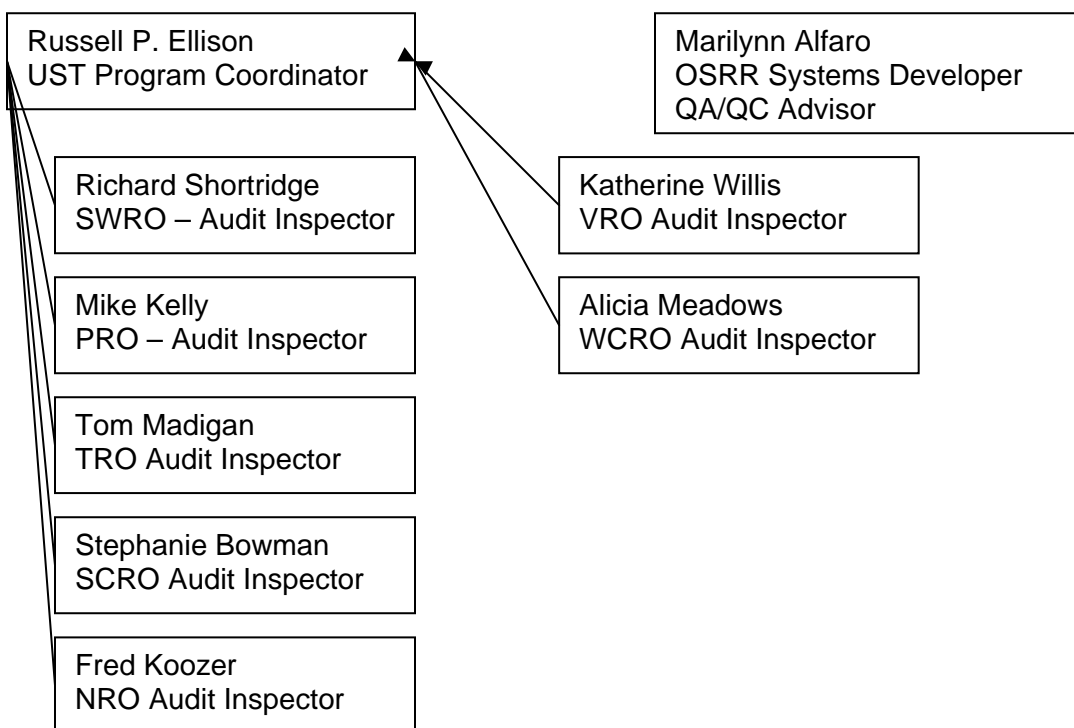 Russell P. Ellison
UST Program Coordinator
Marilynn Alfaro
OSRR Systems Developer
QA/QC Advisor
Richard Shortridge
SWRO – Audit Inspector
Katherine Willis
VRO Audit Inspector
Mike Kelly
PRO – Audit Inspector
Alicia Meadows
WCRO Audit Inspector
Tom Madigan
TRO Audit Inspector
Stephanie Bowman
SCRO Audit Inspector
Fred Koozer
NRO Audit Inspector